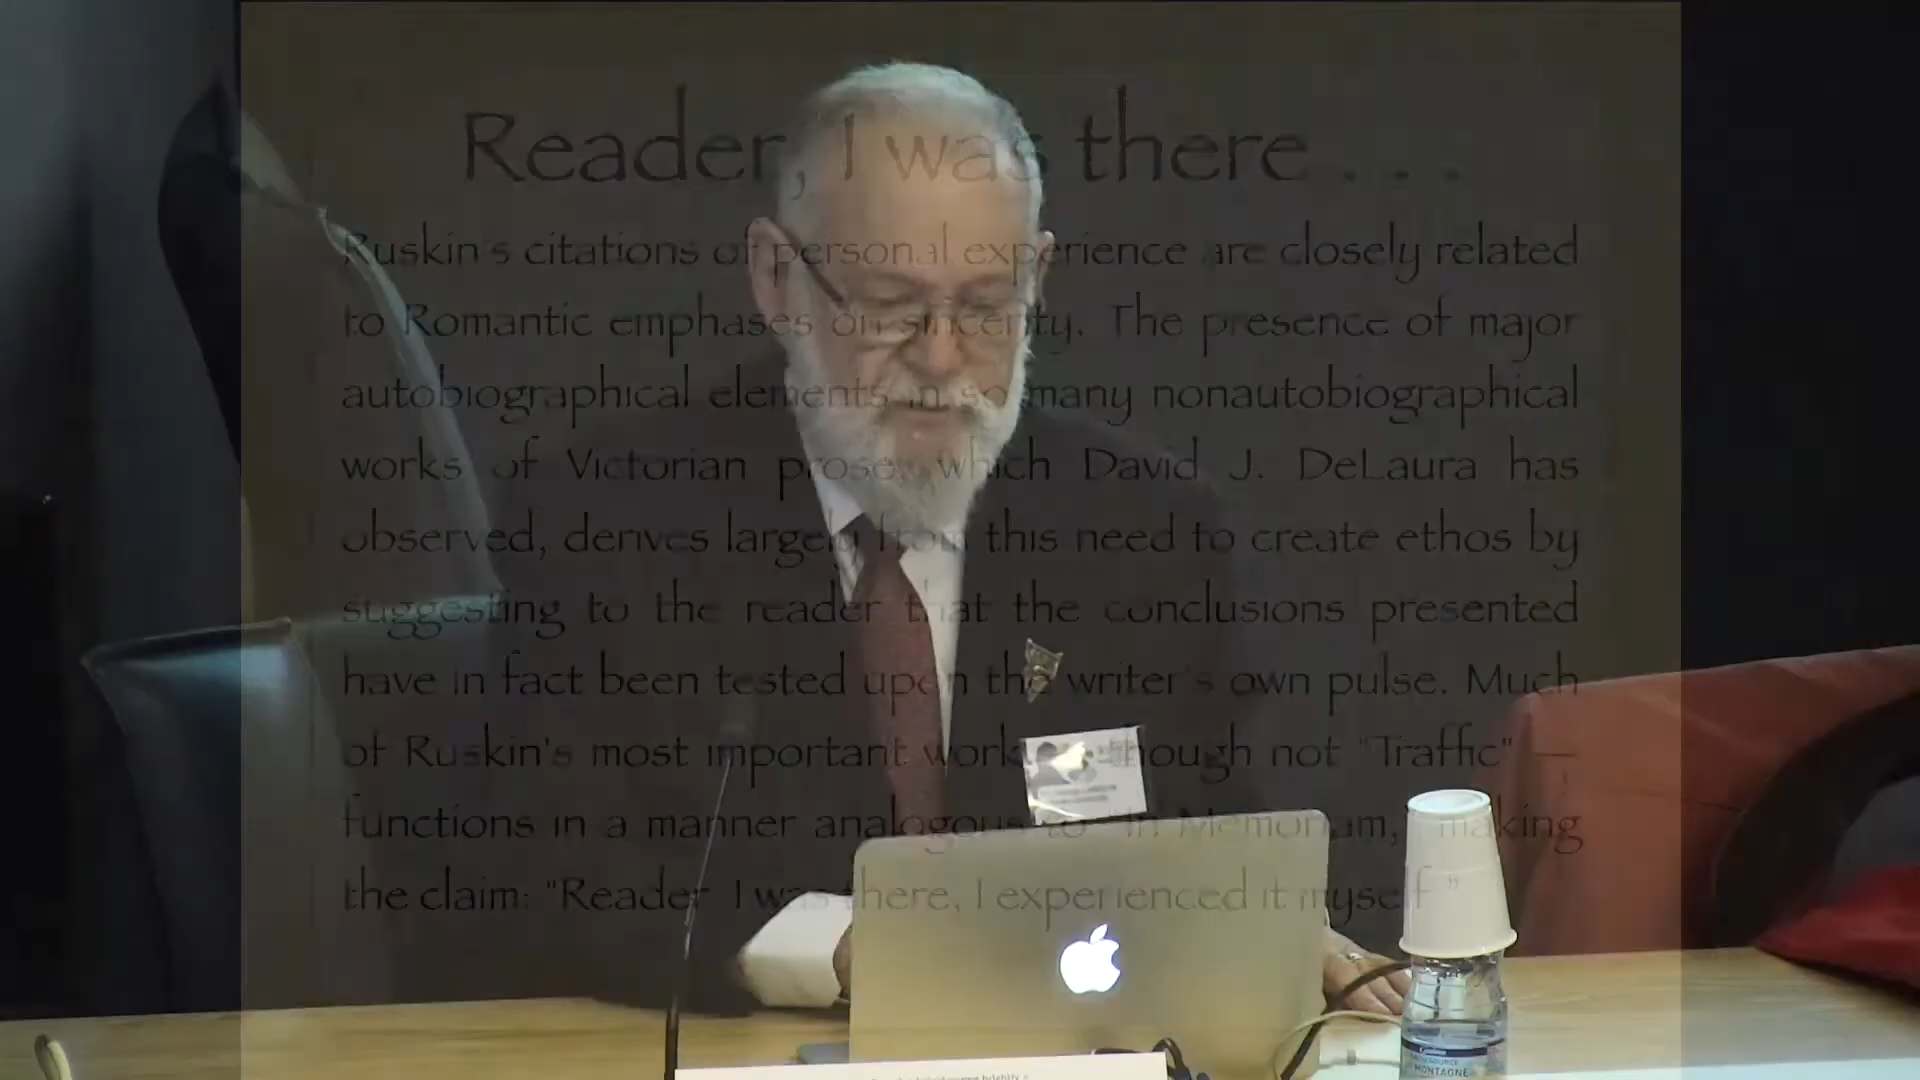 Reader, I was there . . .
Ruskin's citations of personal experience are closely related
to Romantic emphases on sincerity. The presence of major
autobiographical elements in so many nonautobiographical
works of Victorian prose, which David J. DeLaura has
observed, derives largely from this need to create ethos by
suggesting to the reader that the conclusions presented
have in fact been tested upon the writer's own pulse. Much
of Ruskin's most important work though not "Traffic" —
functions in a manner analogous to In Memoriam, making
the claim: "Reader I was there, I experienced it myself "
MONTAGNE